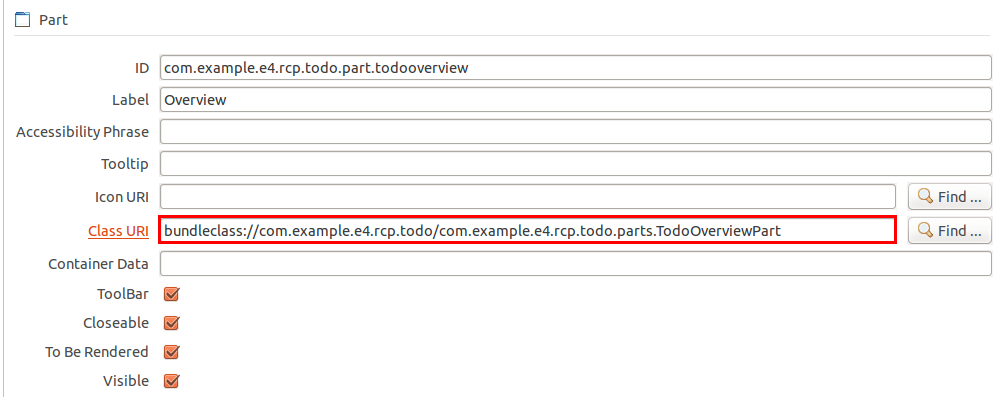 Part
ID com.example.e4.rcp.todo.part.todooverview
Label Overview
Accessibility Phrase
Tooltip
Icon URI Find ...
Class URI bundleclass://com.example.e4.rcp.todo/com.example.e4.rcp.todo.parts.TodoOverviewPart Find ...
Container Data
ToolBar
Closeable
To Be Rendered
Visible